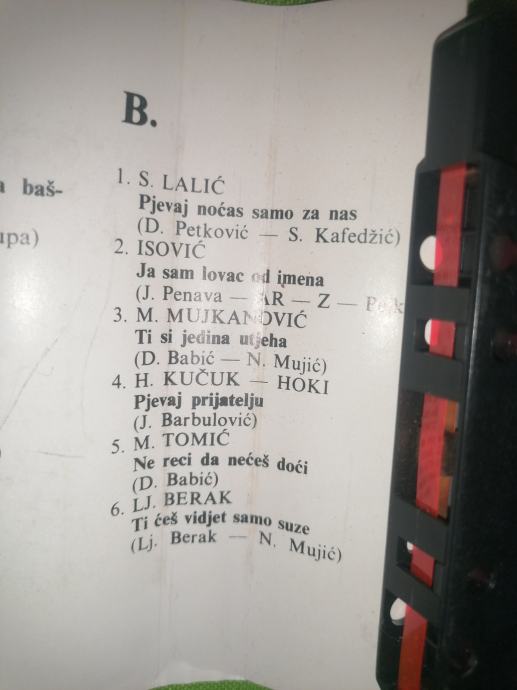 a baš-
upa)
B.
1. S. LALIĆ
Pjevaj noćas samo za nas
(D. Petković — S. Kafedžić)
2. ISOVIĆ
Ja sam lovac od imena
(J. Penava — AR — Z —
3. M. MUJKANOVIĆ
Ti si jedina utjeha
(D. Babić — N. Mujić)
4. H. KUČUK — HOKI
Pjevaj prijatelju
(J. Barbulović)
5. M. TOMIĆ
Ne reci da nećeš doći
(D. Babić)
6. LJ. BERAK
Ti ćeš vidjet samo suze
(Lj. Berak — N. Mujić)